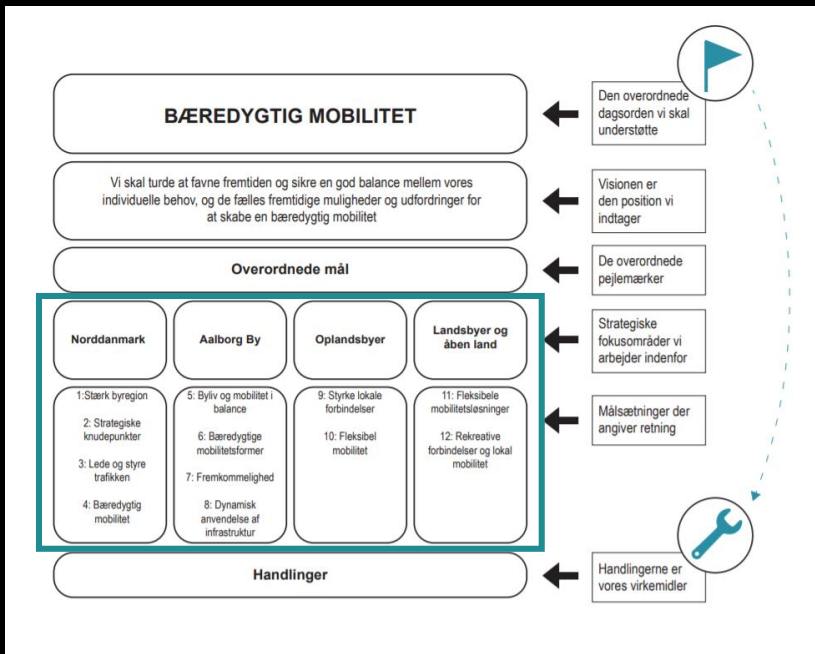 BÆREDYGTIG MOBILITET
Den overordnede
dagsorden vi skal
understøtte
Vi skal turde at favne fremtiden og sikre en god balance mellem vores
individuelle behov, og de fælles fremtidige muligheder og udfordringer for
at skabe en bæredygtig mobilitet
Visionen er
den position vi
indtager
Overordnede mål
De overordnede
pejlemærker
Norddanmark
Aalborg By
Oplandsbyer
Landsbyer og
åben land
Strategiske
fokusområder vi
arbejder indenfor
1:Stærk byregion
2: Strategiske
knudepunkter
3: Lede og styre
trafikken
4: Bæredygtig
mobilitet
5: Byliv og mobilitet i
balance
6: Bæredygtige
mobilitetsformer
7: Fremkommelighed
8: Dynamisk
anvendelse af
infrastruktur
9: Styrke lokale
forbindelser
10: Fleksibel
mobilitet
11: Fleksibele
mobilitetsløsninger
12: Rekreative
forbindelser og lokal
mobilitet
Målsætninger der
angiver retning
Handlinger
Handlingerne er
vores virkemidler